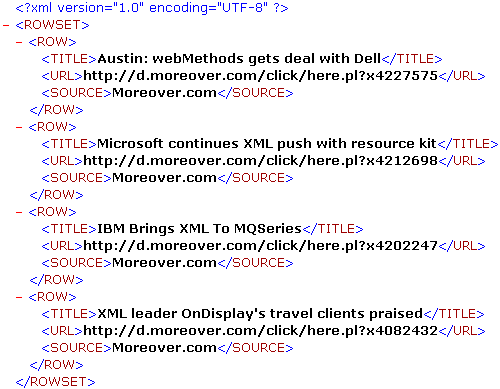 <?xml version="1.0" encoding="UTF-8" ?>
- <ROWSET>
- <ROW>
<TITLE>Austin: webMethods gets deal with Dell</TITLE>
<URL>http://d.moreover.com/click/here.pl?x4227575</URL>
<SOURCE>Moreover.com</SOURCE>
</ROW>
- <ROW>
<TITLE>Microsoft continues XML push with resource kit</TITLE>
<URL>http://d.moreover.com/click/here.pl?x4212698</URL>
<SOURCE>Moreover.com</SOURCE>
</ROW>
- <ROW>
<TITLE>IBM Brings XML To MQSeries</TITLE>
<URL>http://d.moreover.com/click/here.pl?x4202247</URL>
<SOURCE>Moreover.com</SOURCE>
</ROW>
- <ROW>
<TITLE>XML leader OnDisplay's travel clients praised</TITLE>
<URL>http://d.moreover.com/click/here.pl?x4082432</URL>
<SOURCE>Moreover.com</SOURCE>
</ROW>
</ROWSET>